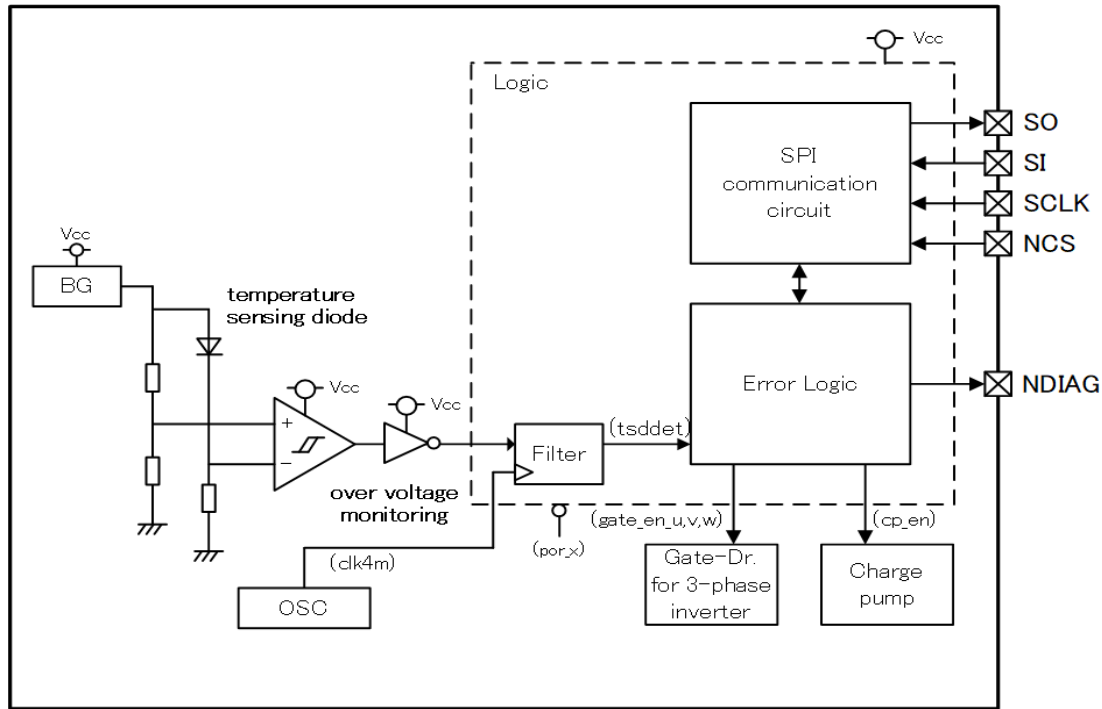 Vcc
Logic
SPI
communication
circuit
SO
SI
SCLK
NCS
Vcc
BG
temperature
sensing diode
Error Logic
NDIAG
Vcc
Vcc
+
−
Filter
(tsddet)
over voltage
monitoring
(clk4m)
OSC
(por_x)
(gate_en_u,v,w)
(cp_en)
Gate-Dr.
for 3-phase
inverter
Charge
pump